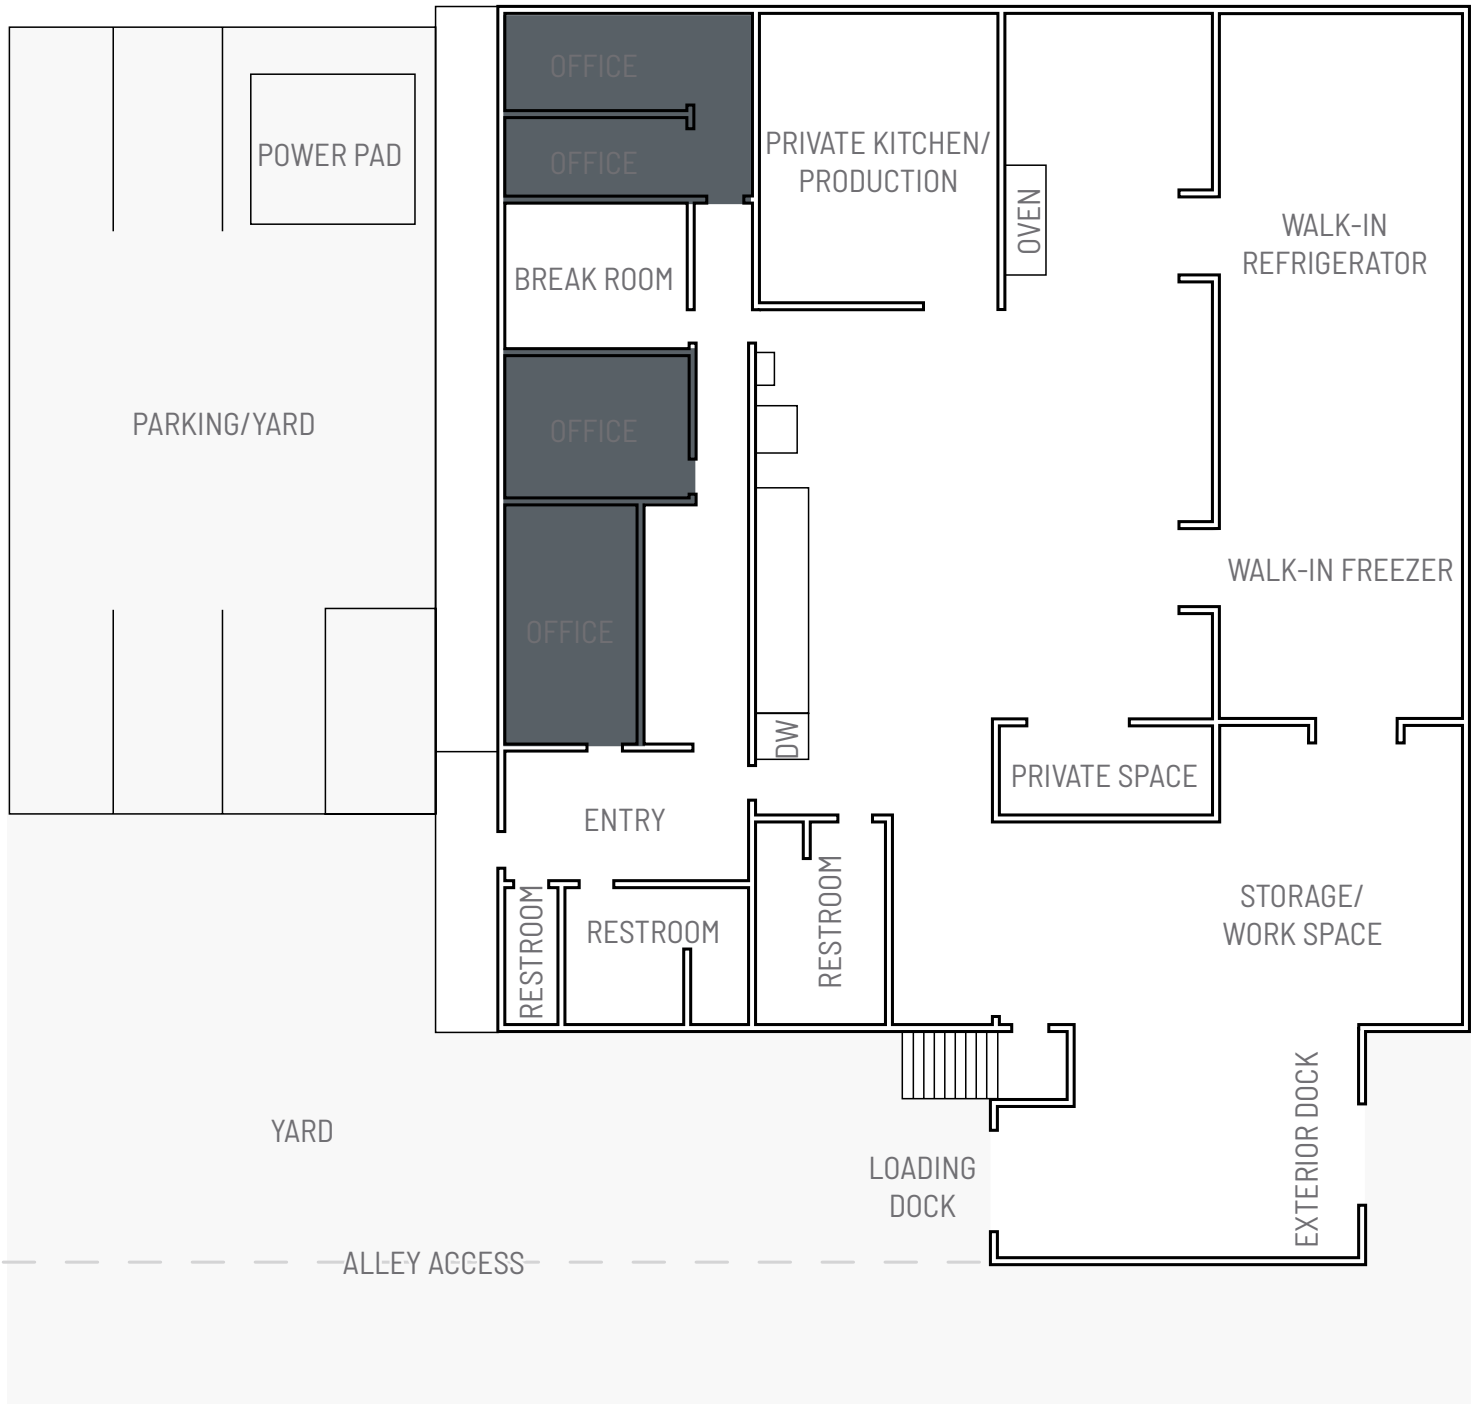 OFFICE
OFFICE
POWER PAD
PRIVATE KITCHEN/
PRODUCTION
OVEN
WALK-IN
REFRIGERATOR
BREAK ROOM
PARKING/YARD
OFFICE
WALK-IN FREEZER
OFFICE
DW
PRIVATE SPACE
ENTRY
RESTROOM
RESTROOM
RESTROOM
STORAGE/
WORK SPACE
YARD
LOADING
DOCK
EXTERIOR DOCK
ALLEY ACCESS